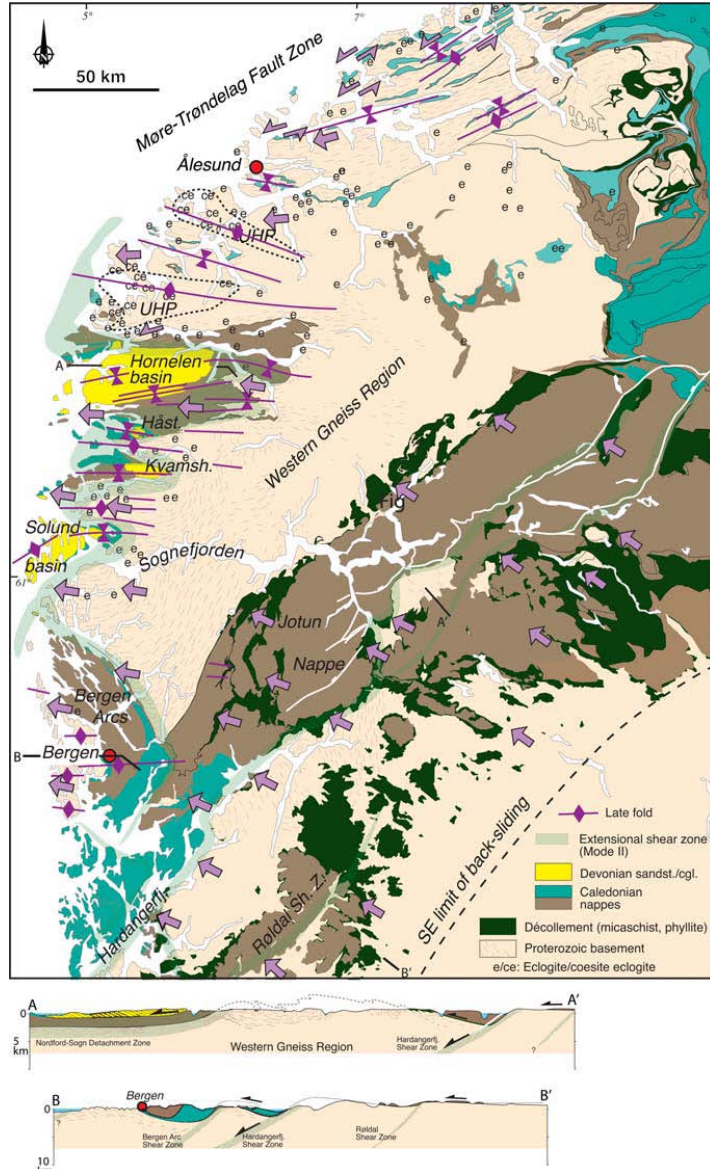 5°
7°
50 km
Møre-Trøndelag Fault Zone
Ålesund
UHP
UHP
A
Hornelen
basin
Håst.
Kvamsh.
Western Gneiss Region
Fig
Solund
basin
Sognefjorden
61°
A'
Jotun
Nappe
Bergen
Arcs
B
Bergen
Hardangerfj.
Røldal Sh. Z.
SE limit of back-sliding
B'
Late fold
Extensional shear zone
(Mode II)
Devonian sandst./cgl.
Caledonian
nappes
Décollement (micaschist, phyllite)
Proterozoic basement
e/ce: Eclogite/coesite eclogite
A
A'
0
5
km
Nordford-Sogn Detachment Zone
Western Gneiss Region
Hardangerfj.
Shear Zone
?
B
Bergen
B'
0
?
Bergen Arc
Shear Zone
Hardangerfj.
Shear Zone
Røldal
Shear Zone
10